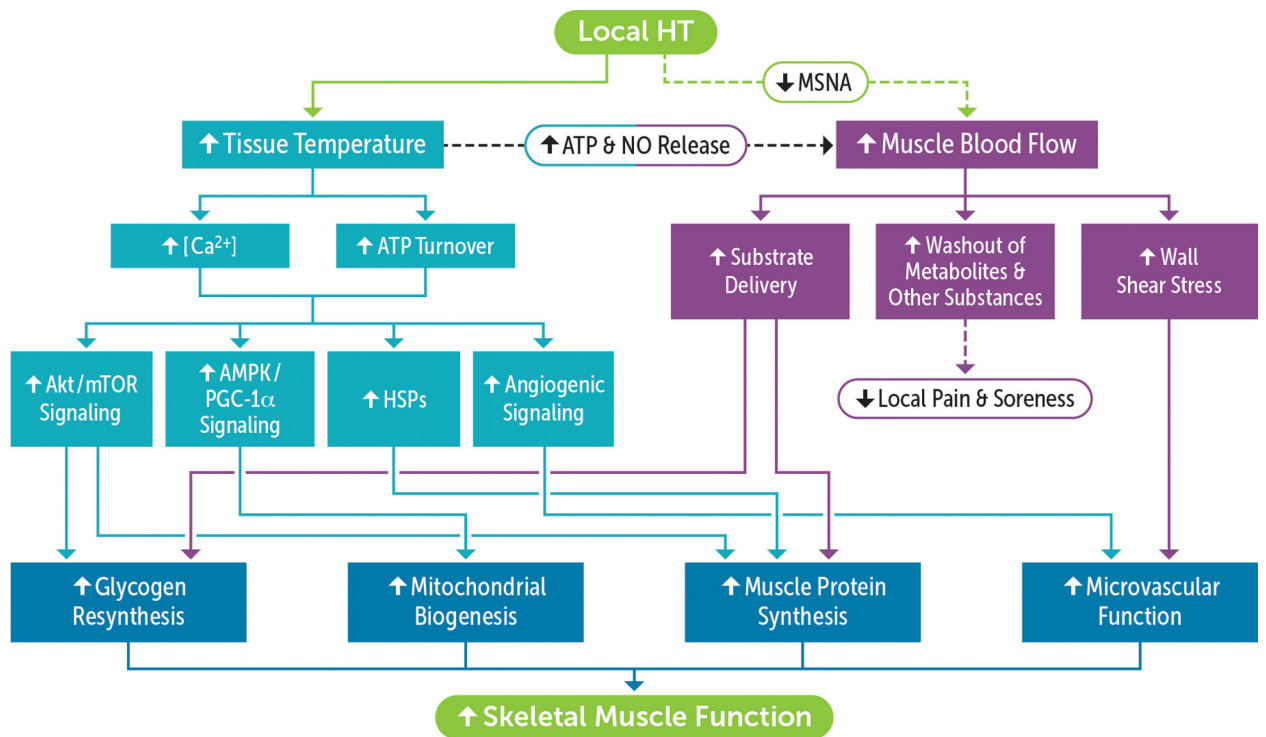 Local HT
↓ MSNA
↑ Tissue Temperature
↑ ATP & NO Release
↑ Muscle Blood Flow
↑ [Ca²⁺]
↑ ATP Turnover
↑ Substrate
Delivery
↑ Washout of
Metabolites &
Other Substances
↑ Wall
Shear Stress
↑ Akt/mTOR
Signaling
↑ AMPK/
PGC-1α
Signaling
↑ HSPs
↑ Angiogenic
Signaling
↓ Local Pain & Soreness
↑ Glycogen
Resynthesis
↑ Mitochondrial
Biogenesis
↑ Muscle Protein
Synthesis
↑ Microvascular
Function
↑ Skeletal Muscle Function